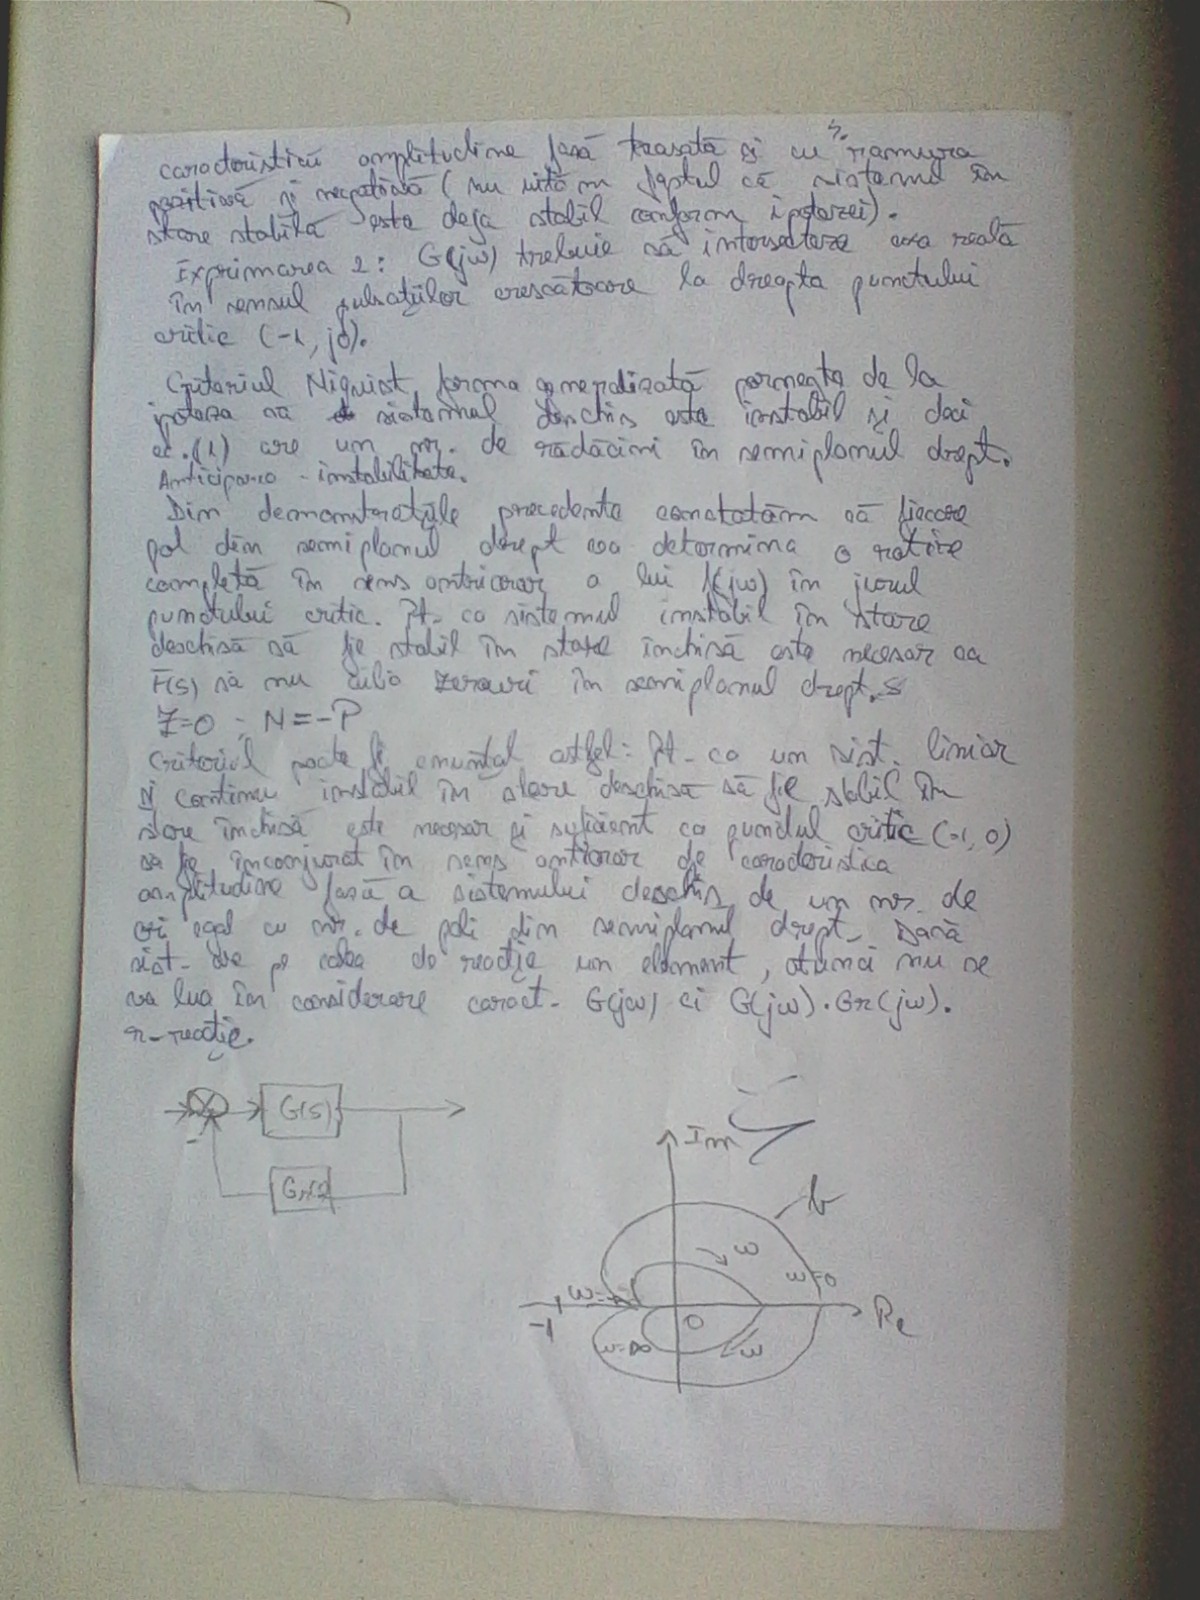 caracteristicii amplitudine fază trasată și cu ramura
pozitivă și negativă (nu uităm faptul că sistemul în
stare stabilă este deja stabil conform ipotezei).
Exprimarea 2: G(jω) trebuie să intersecteze axa reală
în sensul pulsațiilor crescătoare la dreapta punctului
critic (-1, j0).
Criteriul Niquist, forma generalizată pornește de la
ipoteza că sistemul deschis este instabil și deci
ec. (1) are un nr. de rădăcini în semiplanul drept.
instabilitate.
Din demonstrațiile precedente constatăm că fiecare
pol din semiplanul drept va determina o rotire
completă în sens antiorar a lui (jω) în jurul
punctului critic. Pt. ca sistemul instabil în stare
deschisă să fie stabil în stare închisă este necesar ca
F(s) să nu aibă zerouri în semiplanul drept. s
Z=0 ; N=-P
Criteriul poate fi enunțat astfel: Pt. ca un sist. liniar
și continuu instabil în stare deschisă să fie stabil în
stare închisă este necesar și suficient ca punctul critic (-1, 0)
să fie înconjurat în sens antiorar de caracteristica
amplitudine fază a sistemului deschis, de un nr. de
ori egal cu nr. de poli din semiplanul drept. Dacă
sist. are pe calea de reacție un element, atunci nu se
va lua în considerare caract. G(jω) ci G(jω)·Gr(jω).
r-reacție.
G(s)
-
Im
b
ω
ω=0
-1
0
Re
ω=∞
ω